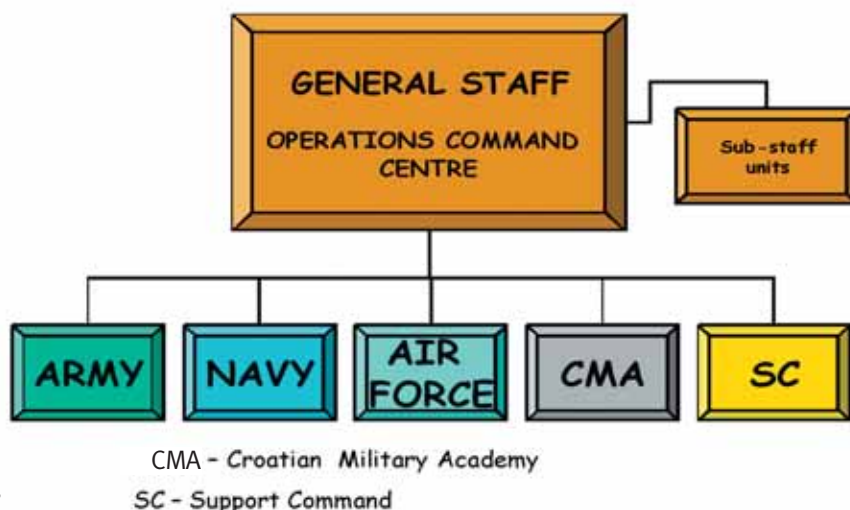 GENERAL STAFF
OPERATIONS COMMAND
CENTRE
Sub-staff
units
ARMY
NAVY
AIR
FORCE
CMA
SC
CMA – Croatian Military Academy
SC – Support Command